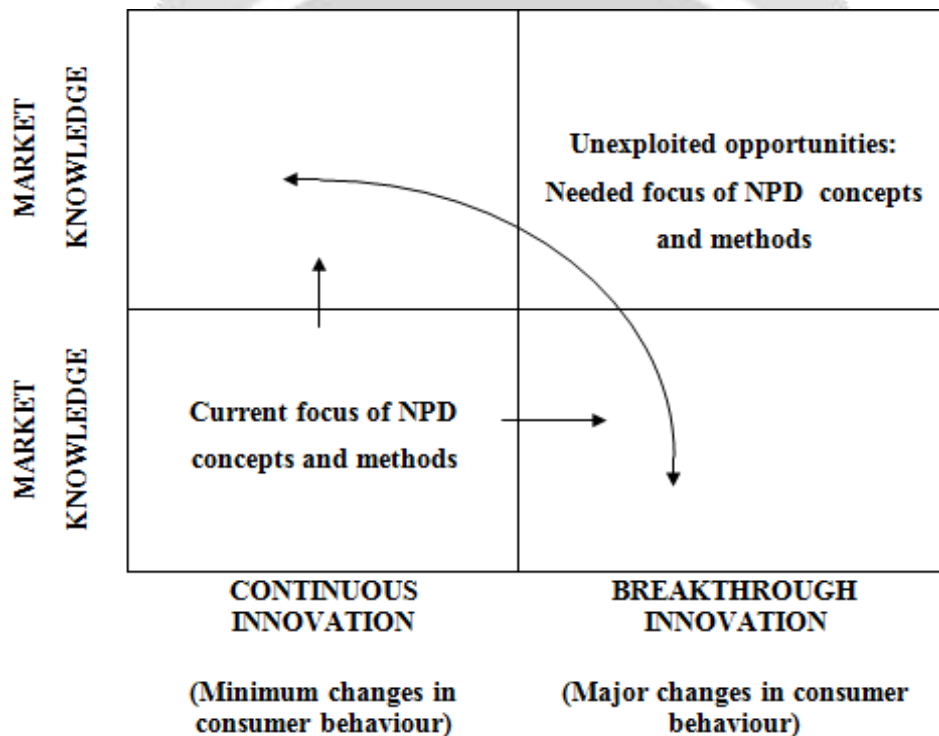 MARKET
KNOWLEDGE
Unexploited opportunities:
Needed focus of NPD concepts
and methods
MARKET
KNOWLEDGE
Current focus of NPD
concepts and methods
CONTINUOUS
INNOVATION
(Minimum changes in
consumer behaviour)
BREAKTHROUGH
INNOVATION
(Major changes in consumer
behaviour)